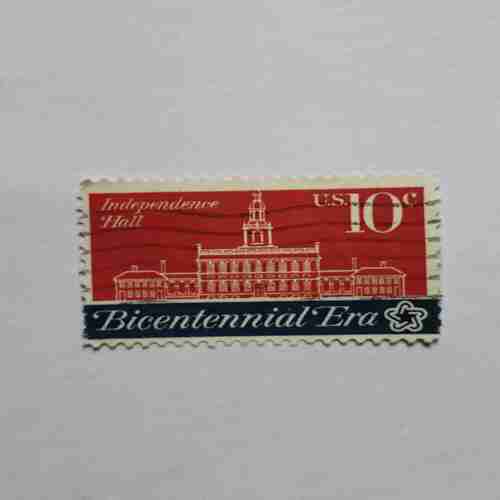 Independence
Hall
U.S. 10c
Bicentennial Era